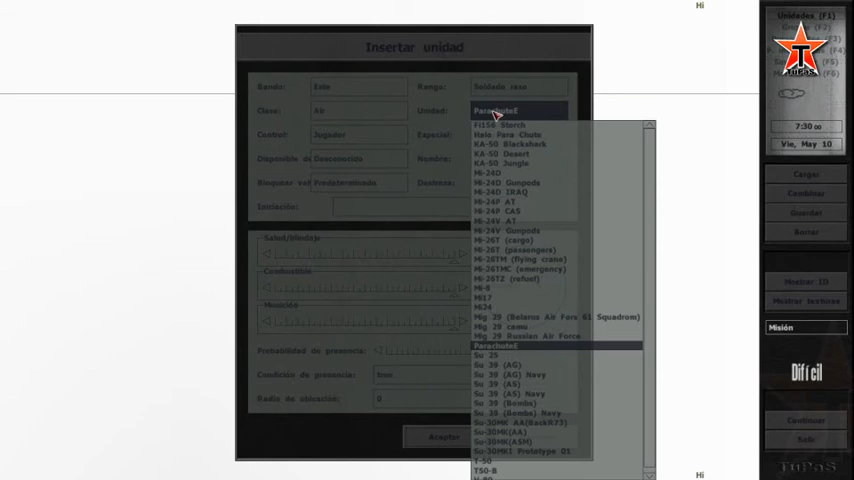 Hi
Insertar unidad
Bando: Este Rango: Soldado raso
Clase: Air Unidad: ParachuteE
Control: Jugador Especial:
Disponible de Desconocida Nombre:
Bloquear veh Predeterminado Destreza:
Iniciación:
Salud/blindaje
Combustible
Munición
Probabilidad de presencia:
Condición de presencia: true
Radio de ubicación: 0
Aceptar
Fi156 Storch
Halo Para Chute
KA-50 Blackshark
KA-50 Desert
KA-50 Jungle
Mi-24D
Mi-24D Gunpods
Mi-24D IRAQ
Mi-24P AT
Mi-24P CAS
Mi-24V AT
Mi-24V Gunpods
Mi-26T (cargo)
Mi-26T (passengers)
Mi-26TM (flying crane)
Mi-26TMC (emergency)
Mi-26TZ (refuel)
Mi-8
Mi17
Mi24
Mig 29 (Belerus Air Fors 61 Squadrom)
Mig 29 camu
Mig 29 Russian Air Force
ParachuteE
Su 25
Su 39 (AG)
Su 39 (AG) Navy
Su 39 (AS)
Su 39 (AS) Navy
Su 39 (Bombs)
Su 39 (Bombs) Navy
Su-30MK AA(BackR73)
Su-30MK(AA)
Su-30MK(ASM)
Su-30MKI Prototype 01
T-50
T50-B
Unidades (F1)
TuPaS
7:30
Vie, May 10
Cargar
Combinar
Guardar
Borrar
Mostrar ID
Mostrar texturas
Misión
Difícil
Continuar
Salir
TuPaS
Hi